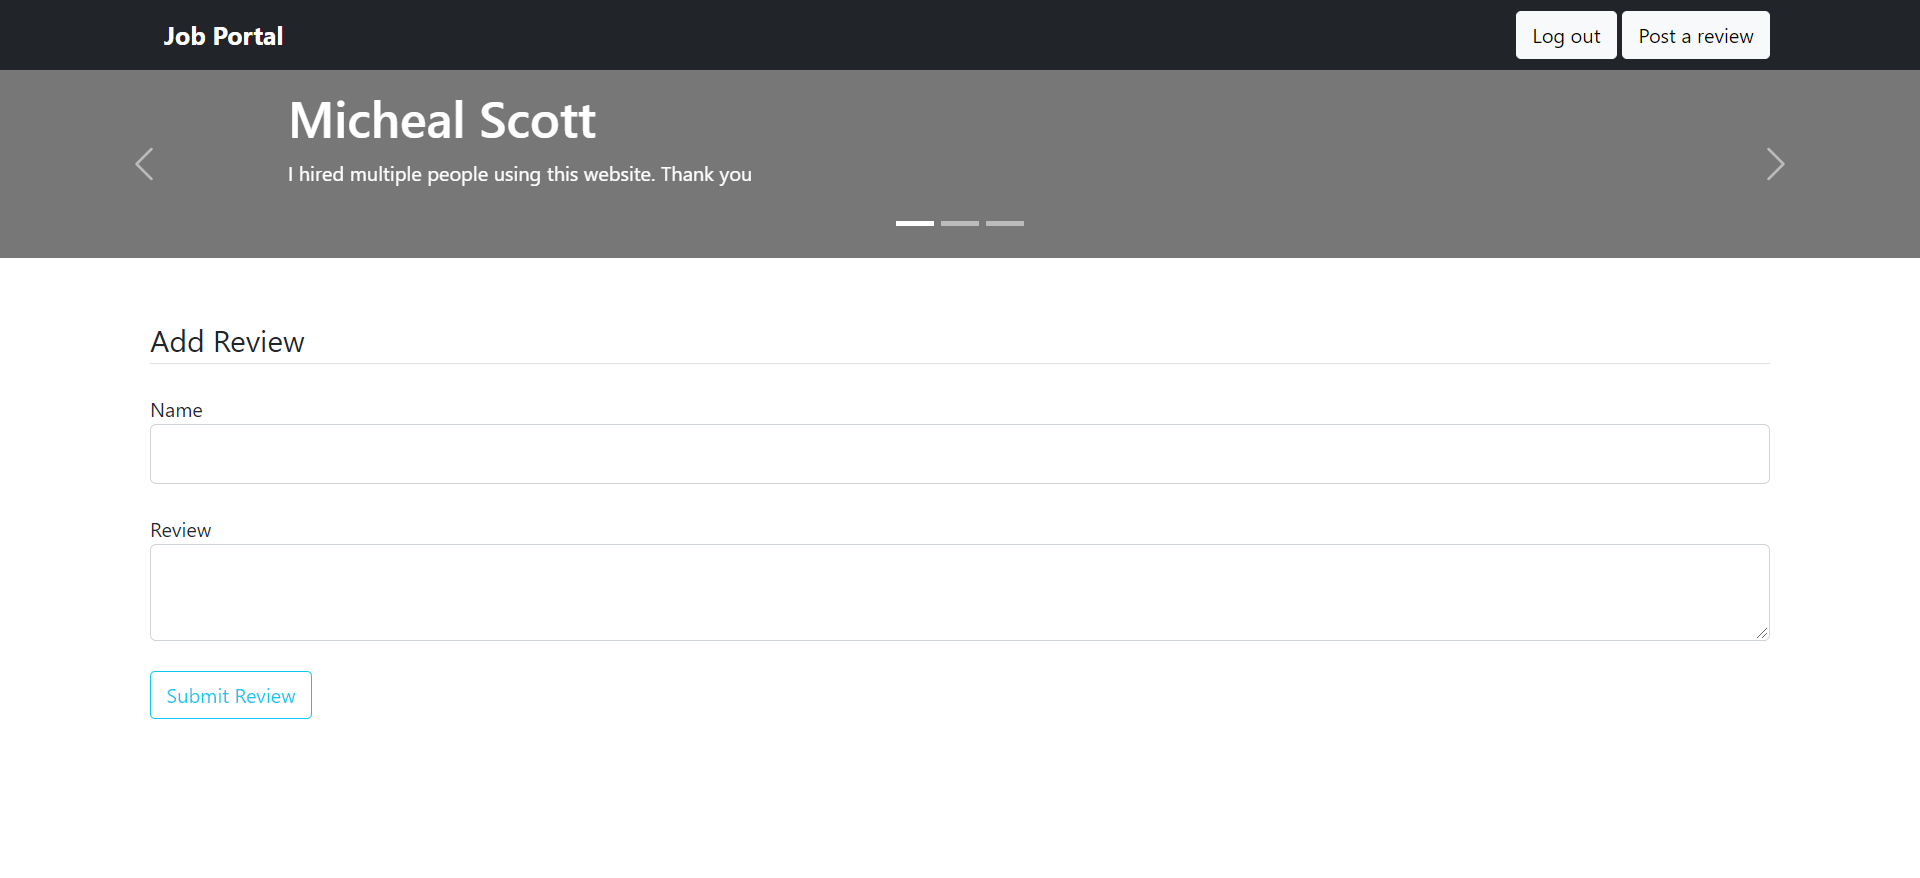 Job Portal
Log out
Post a review
Micheal Scott
I hired multiple people using this website. Thank you
Add Review
Name
Review
Submit Review